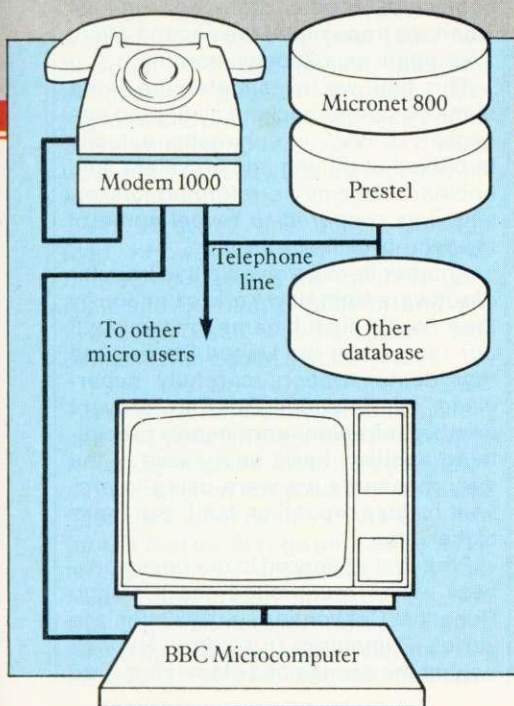 Micronet 800
Modem 1000
Prestel
Telephone
line
To other
micro users
Other
database
BBC Microcomputer